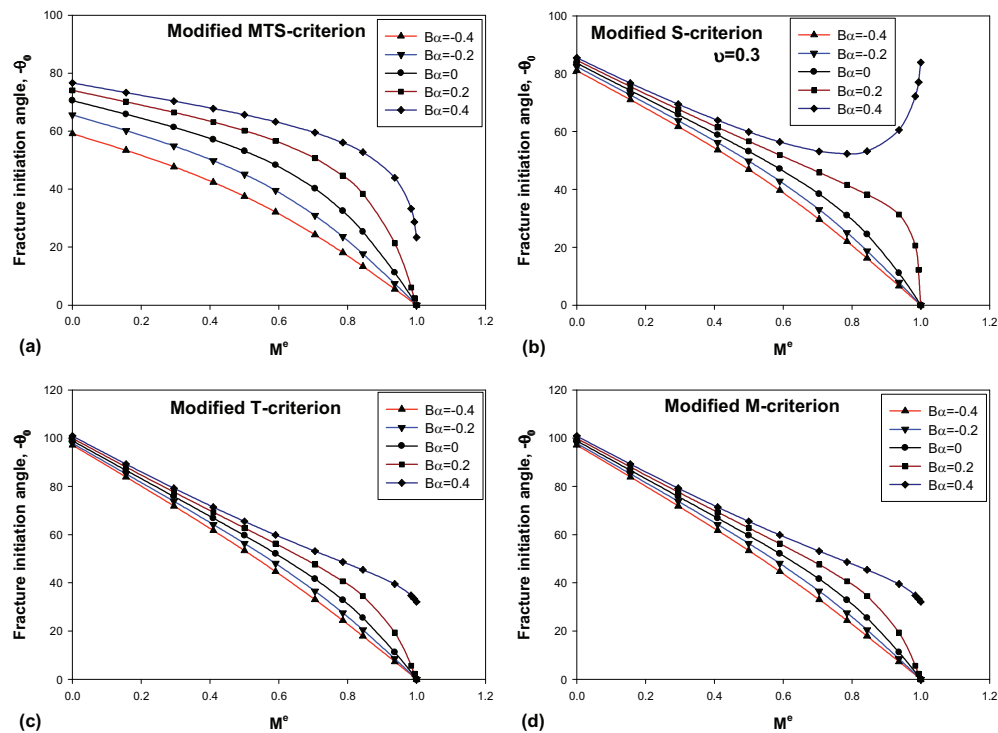 Modified MTS-criterion
Bα=-0.4
Bα=-0.2
Bα=0
Bα=0.2
Bα=0.4
Fracture initiation angle, -θ₀
100
80
60
40
20
0
0.0 0.2 0.4 0.6 0.8 1.0 1.2
(a)
Mᵉ
Modified S-criterion
υ=0.3
Bα=-0.4
Bα=-0.2
Bα=0
Bα=0.2
Bα=0.4
Fracture initiation angle, -θ₀
100
80
60
40
20
0
0.0 0.2 0.4 0.6 0.8 1.0 1.2
(b)
Mᵉ
Modified T-criterion
Bα=-0.4
Bα=-0.2
Bα=0
Bα=0.2
Bα=0.4
Fracture initiation angle, -θ₀
120
100
80
60
40
20
0
0.0 0.2 0.4 0.6 0.8 1.0 1.2
(c)
Mᵉ
Modified M-criterion
Bα=-0.4
Bα=-0.2
Bα=0
Bα=0.2
Bα=0.4
Fracture initiation angle, -θ₀
120
100
80
60
40
20
0
0.0 0.2 0.4 0.6 0.8 1.0 1.2
(d)
Mᵉ